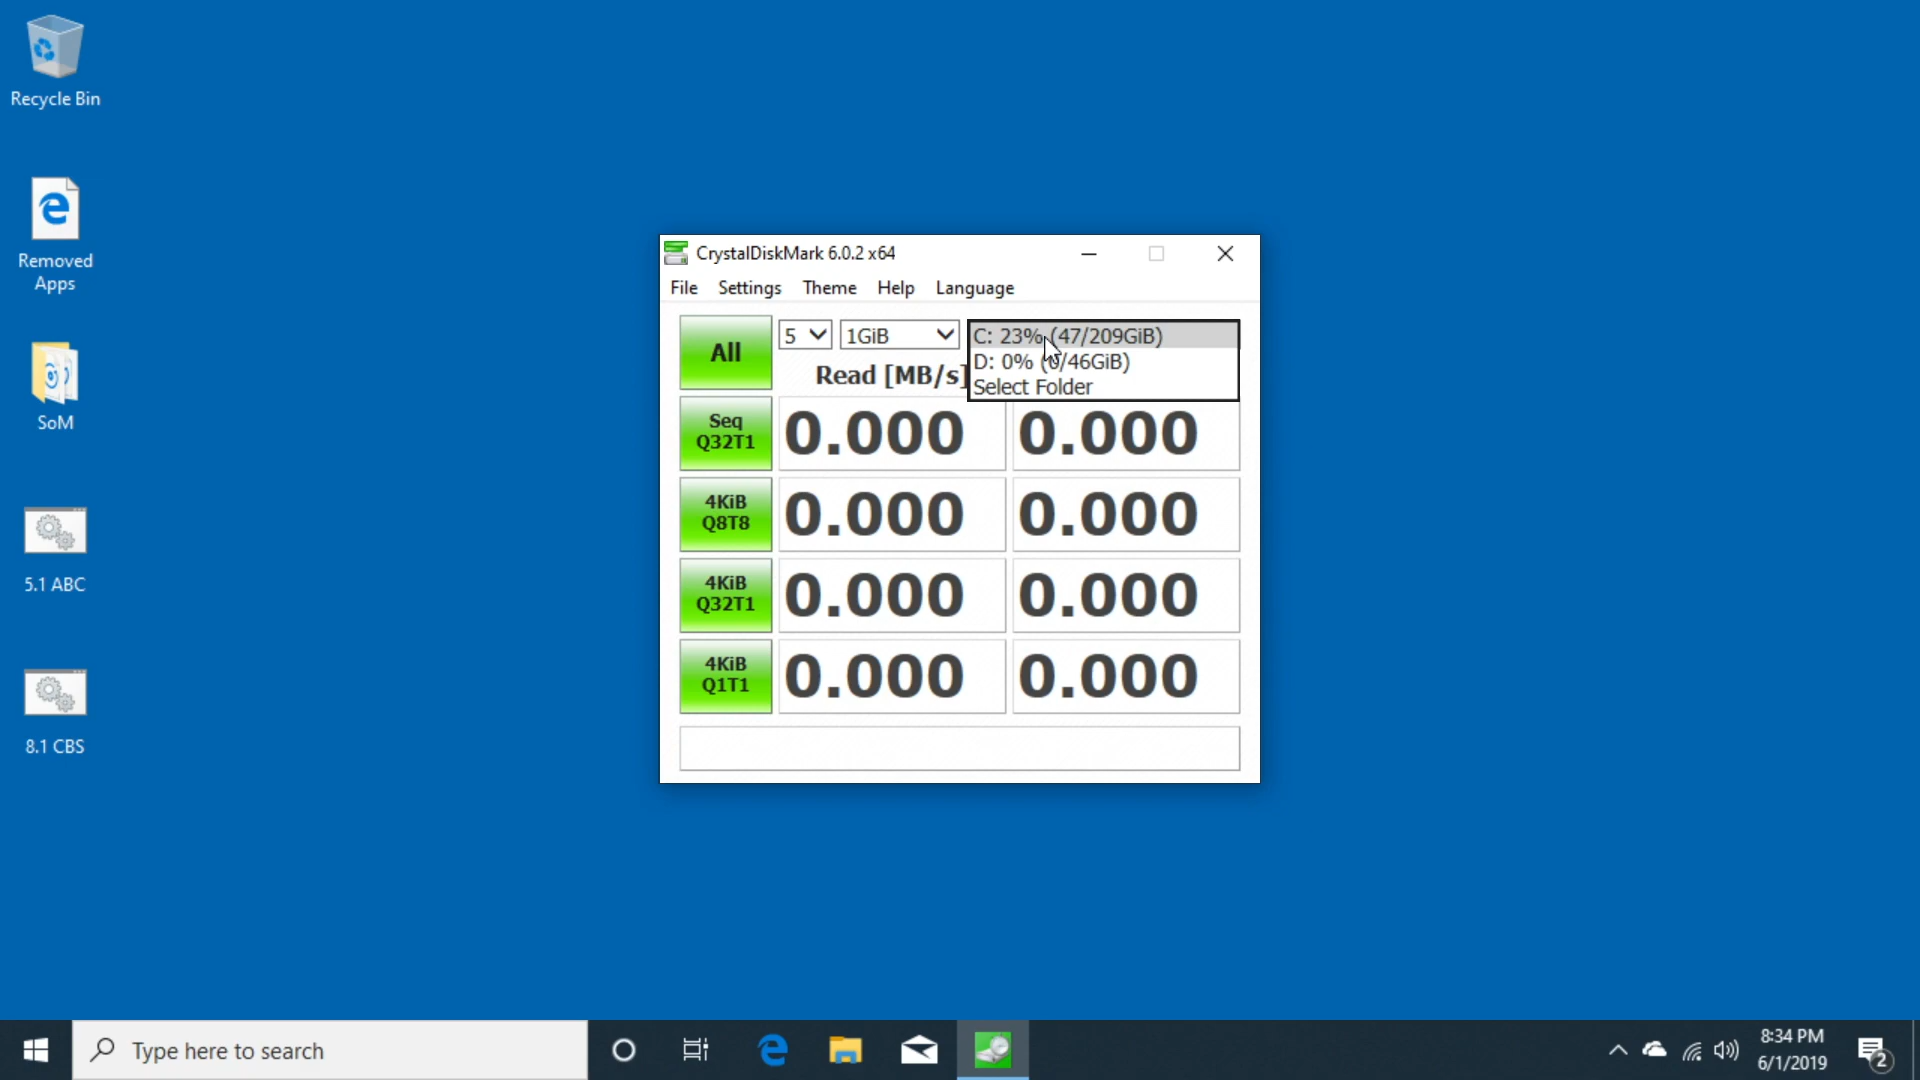 Recycle Bin
Removed
Apps
SoM
5.1 ABC
8.1 CBS
CrystalDiskMark 6.0.2 x64
File Settings Theme Help Language
All
5
1GiB
C: 23% (47/209GiB)
D: 0% (0/46GiB)
Select Folder
Read [MB/s]
Seq
Q32T1
0.000
0.000
4KiB
Q8T8
0.000
0.000
4KiB
Q32T1
0.000
0.000
4KiB
Q1T1
0.000
0.000
Type here to search
8:34 PM
6/1/2019
2